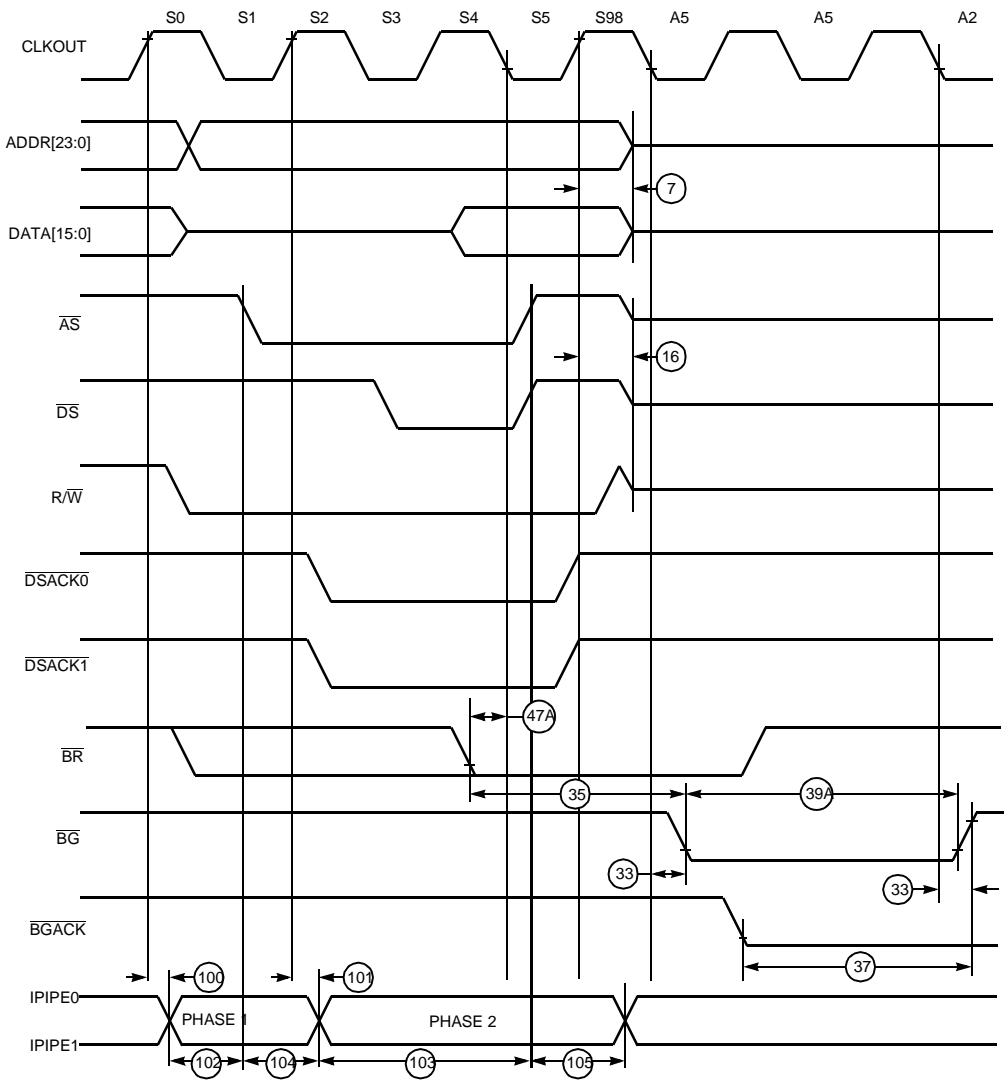 S0 S1 S2 S3 S4 S5 S98 A5 A5 A2
CLKOUT
ADDR[23:0]
7
DATA[15:0]
AS
16
DS
R/W
DSACK0
DSACK1
47A
BR
35 39A
BG
33 33
BGACK
37
100 101
IPIPE0
PHASE 1 PHASE 2
IPIPE1
102 104 103 105